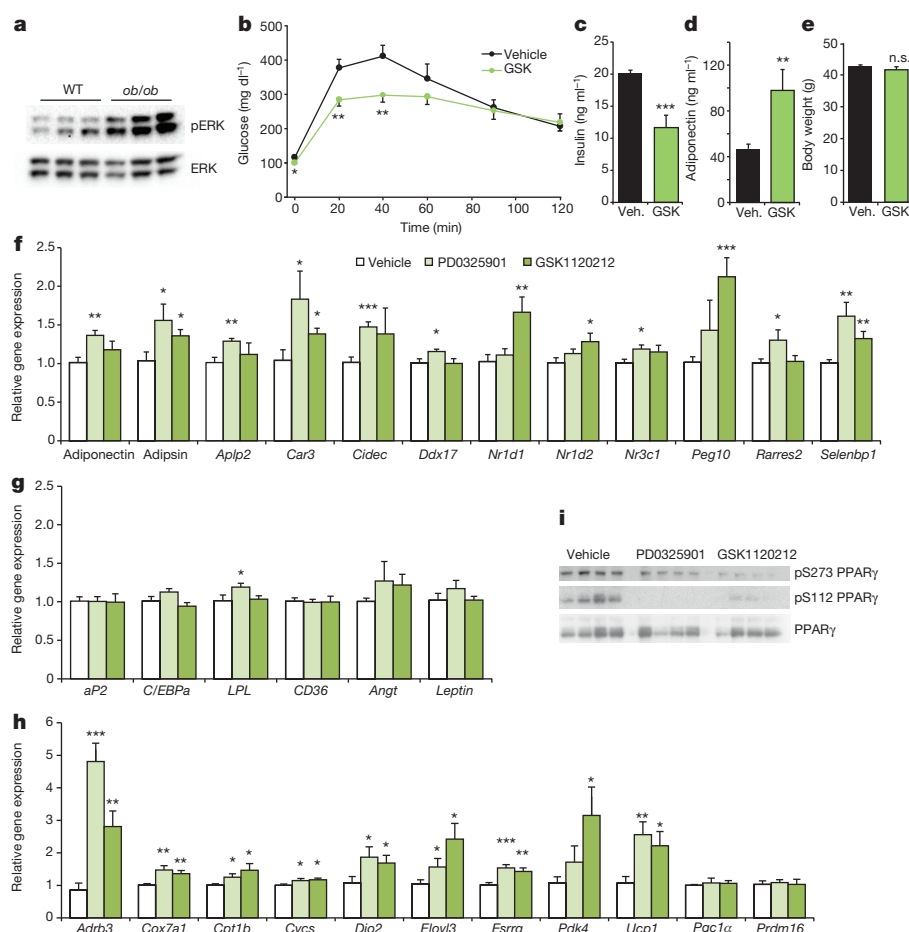 a
WT ob/ob
pERK
ERK
b
Glucose (mg dl⁻¹)
500
400
300
200
100
0
0 20 40 60 80 100 120
Time (min)
Vehicle
GSK
**
**
*
c
Insulin (ng ml⁻¹)
25
20
15
10
5
0
***
Veh. GSK
d
Adiponectin (ng ml⁻¹)
160
120
80
40
0
**
Veh. GSK
e
Body weight (g)
50
40
30
20
10
0
n.s.
Veh. GSK
f
Relative gene expression
2.5
2.0
1.5
1.0
0.5
Vehicle PD0325901 GSK1120212
** * * ** * * *** * ** * * *** * ** **
Adiponectin Adipsin Aplp2 Car3 Cidec Ddx17 Nr1d1 Nr1d2 Nr3c1 Peg10 Rarres2 Selenbp1
g
Relative gene expression
2.5
2.0
1.5
1.0
0.5
*
aP2 C/EBPa LPL CD36 Angt Leptin
i
Vehicle PD0325901 GSK1120212
pS273 PPARγ
pS112 PPARγ
PPARγ
h
Relative gene expression
6
4
2
0
*** ** ** ** * * * * * * * * *** ** * ** *
Adrb3 Cox7a1 Cpt1b Cycs Dio2 Elovl3 Esrrg Pdk4 Ucp1 Pgc1α Prdm16